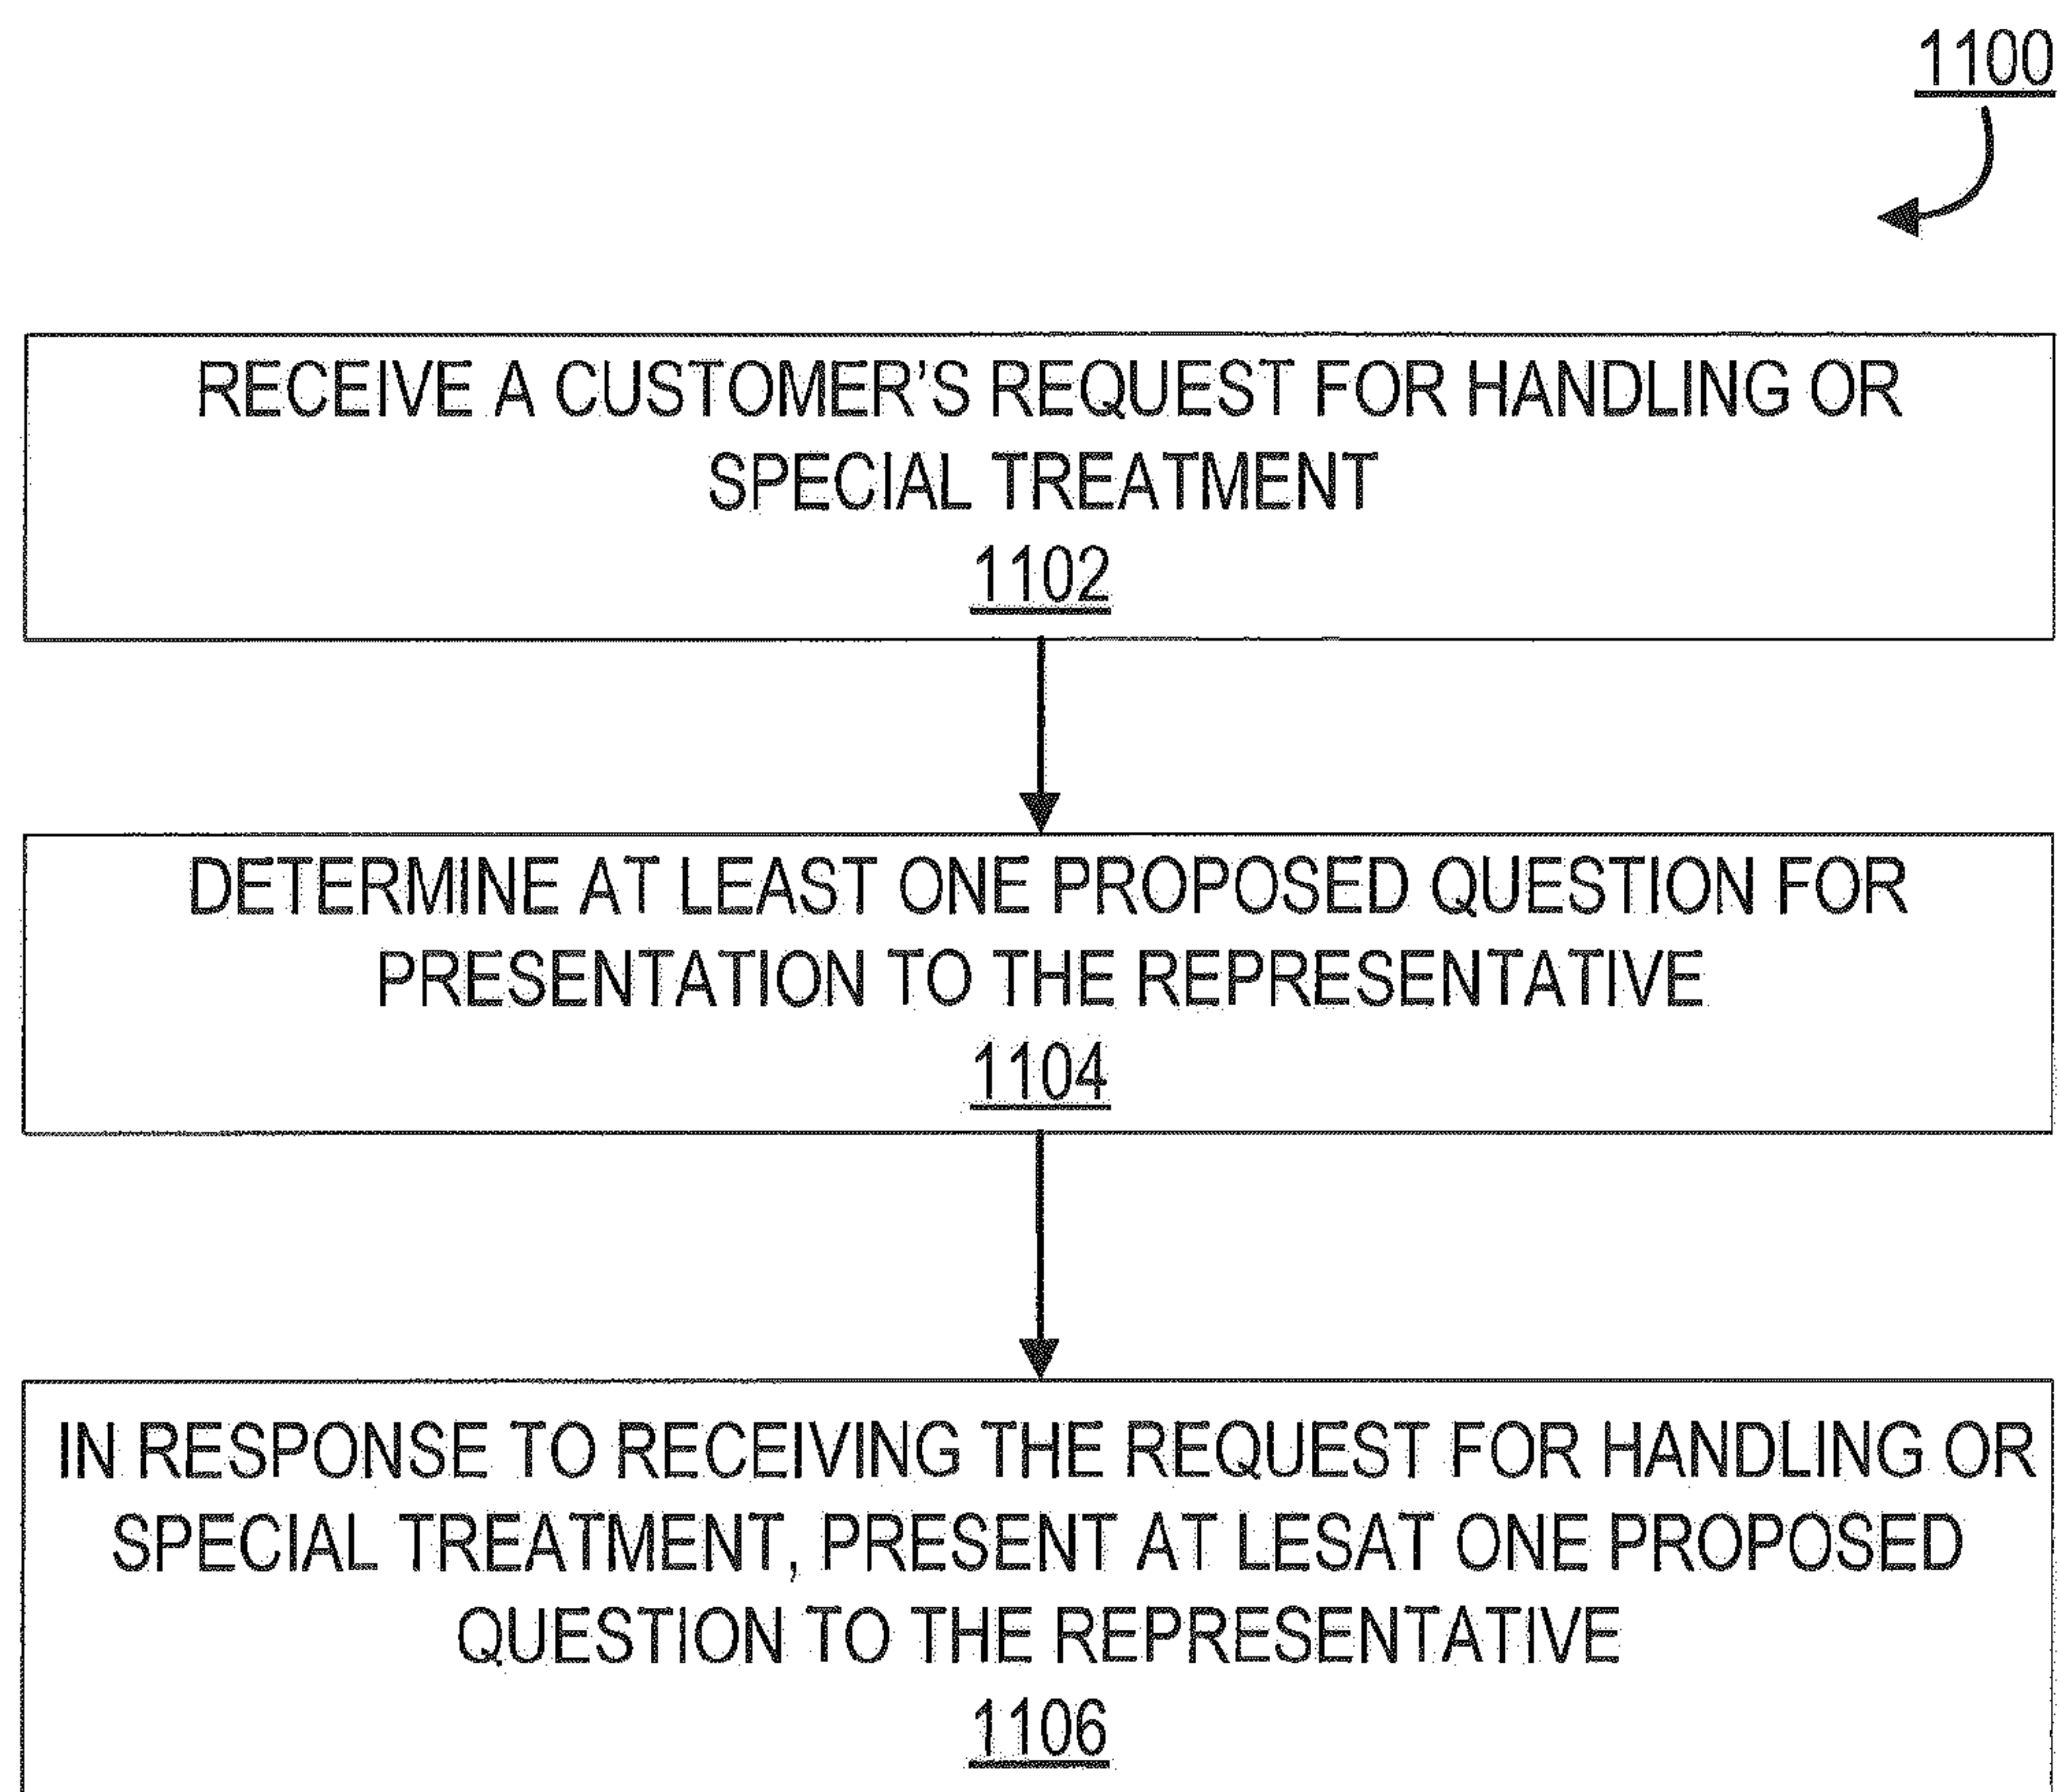 1100
RECEIVE A CUSTOMER'S REQUEST FOR HANDLING OR
SPECIAL TREATMENT
1102
DETERMINE AT LEAST ONE PROPOSED QUESTION FOR
PRESENTATION TO THE REPRESENTATIVE
1104
IN RESPONSE TO RECEIVING THE REQUEST FOR HANDLING OR
SPECIAL TREATMENT, PRESENT AT LESAT ONE PROPOSED
QUESTION TO THE REPRESENTATIVE
1106